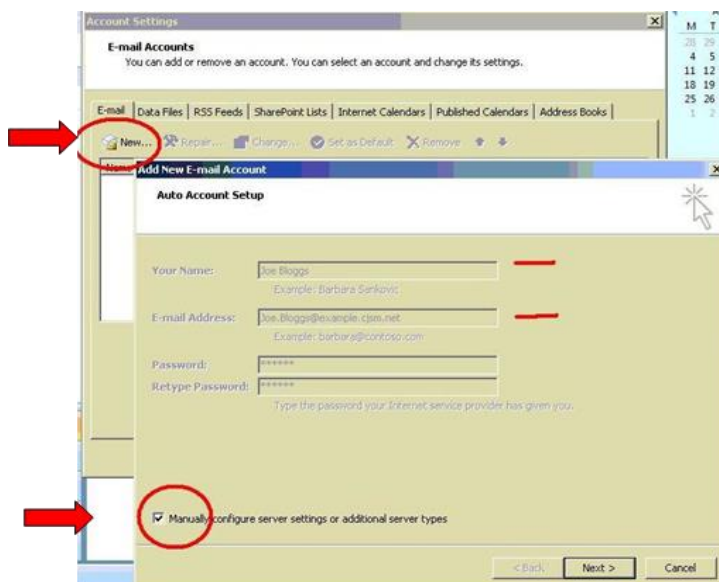 Account Settings
E-mail Accounts
You can add or remove an account. You can select an account and change its settings.
E-mail Data Files RSS Feeds SharePoint Lists Internet Calendars Published Calendars Address Books
New... Repair... Change... Set as Default Remove
Name
Add New E-mail Account
Auto Account Setup
Your Name: Joe Bloggs
Example: Barbara Sankovic
E-mail Address: Joe.Bloggs@example.cjsm.net
Example: barbara@contoso.com
Password: ******
Retype Password: ******
Type the password your Internet service provider has given you.
Manually configure server settings or additional server types
< Back Next > Cancel
M T
28 29
4 5
11 12
18 19
25 26
1 2